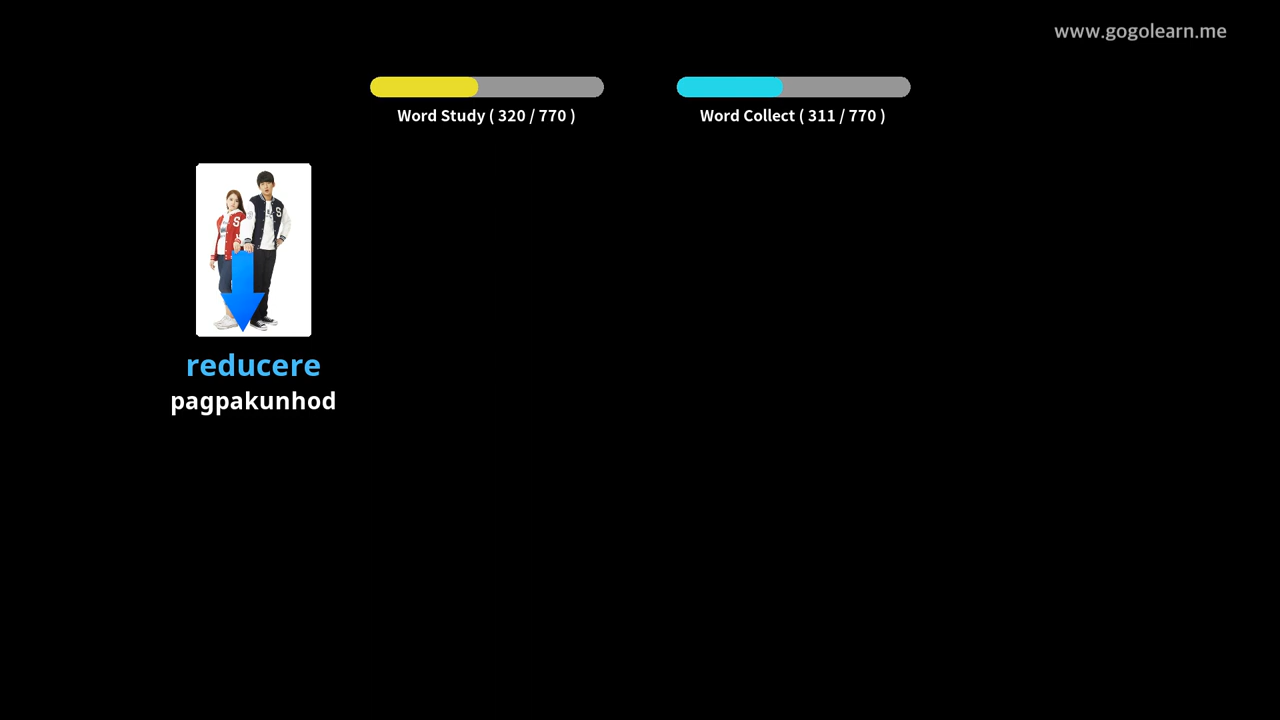 www.gogolearn.me
Word Study ( 320 / 770 )
Word Collect ( 311 / 770 )
S
S
reducere
pagpakunhod